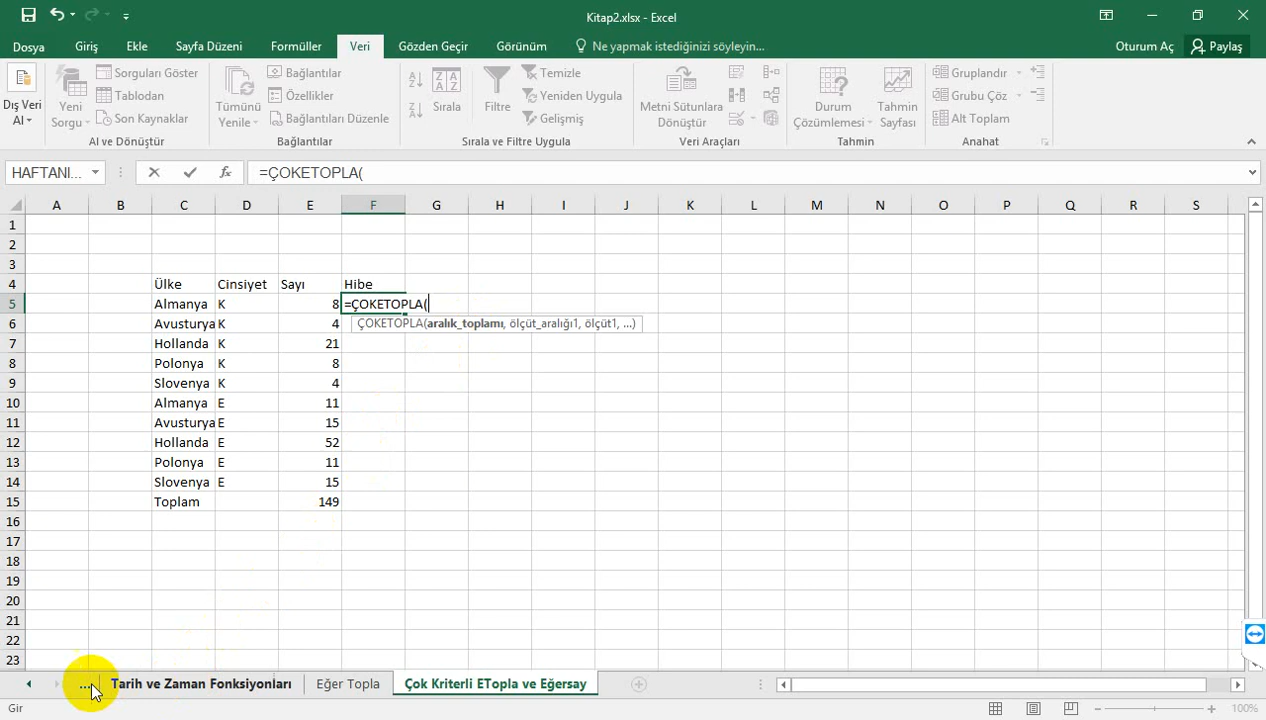 Kitap2.xlsx - Excel
Dosya Giriş Ekle Sayfa Düzeni Formüller Veri Gözden Geçir Görünüm Ne yapmak istediğinizi söyleyin... Oturum Aç Paylaş
Dış Veri Al
Yeni Sorgu
Sorguları Göster
Tablodan
Son Kaynaklar
Al ve Dönüştür
Tümünü Yenile
Bağlantılar
Özellikler
Bağlantıları Düzenle
Bağlantılar
Sırala
Filtre
Temizle
Yeniden Uygula
Gelişmiş
Sırala ve Filtre Uygula
Metni Sütunlara Dönüştür
Veri Araçları
Durum Çözümlemesi
Tahmin Sayfası
Tahmin
Gruplandır
Grubu Çöz
Alt Toplam
Anahat
HAFTANI... fx =ÇOKETOPLA(
A B C D E F G H I J K L M N O P Q R S
1
2
3
4 Ülke Cinsiyet Sayı Hibe
5 Almanya K 8 =ÇOKETOPLA(
ÇOKETOPLA(aralık_toplamı, ölçüt_aralığı1, ölçüt1, ...)
6 Avusturya K 4
7 Hollanda K 21
8 Polonya K 8
9 Slovenya K 4
10 Almanya E 11
11 Avusturya E 15
12 Hollanda E 52
13 Polonya E 11
14 Slovenya E 15
15 Toplam 149
16
17
18
19
20
21
22
23
... Tarih ve Zaman Fonksiyonları Eğer Topla Çok Kriterli ETopla ve Eğersay
Gir 100%